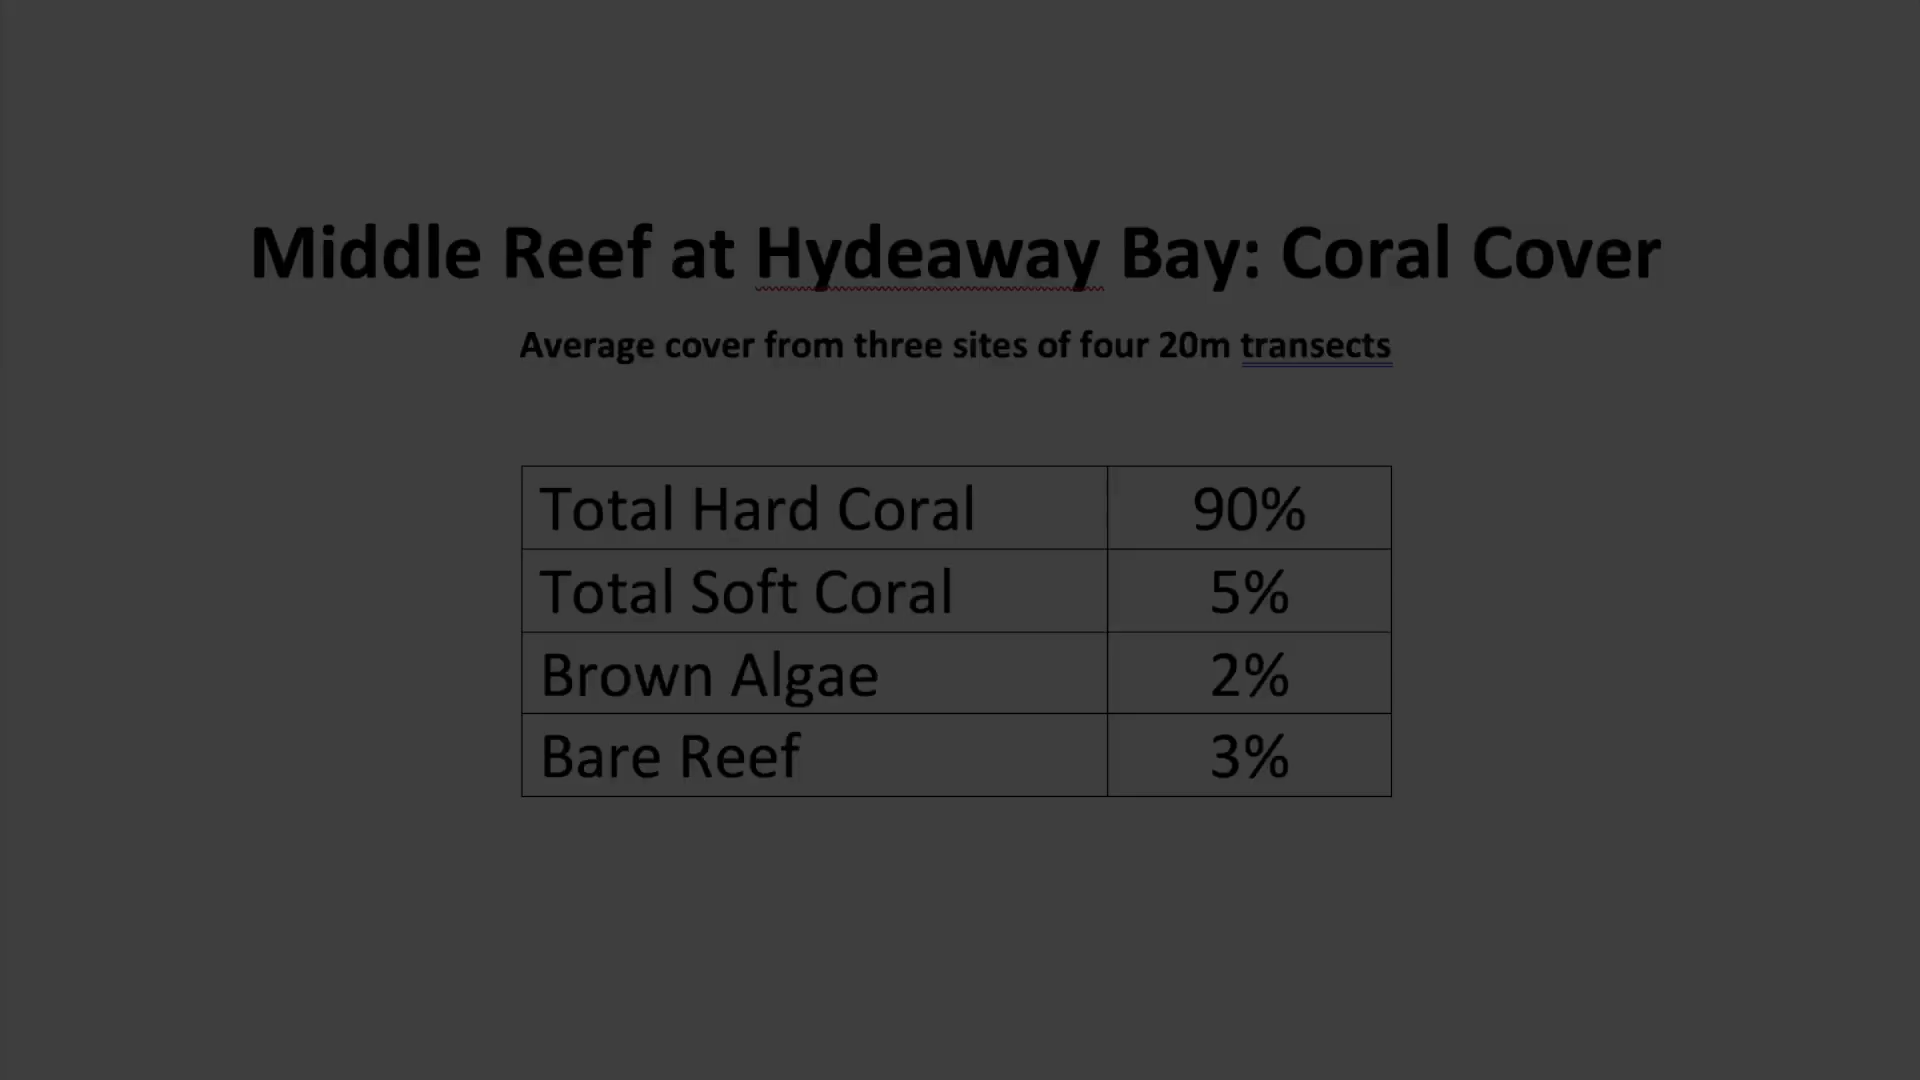 Middle Reef at Hydeaway Bay: Coral Cover
Average cover from three sites of four 20m transects
Total Hard Coral 90%
Total Soft Coral 5%
Brown Algae 2%
Bare Reef 3%